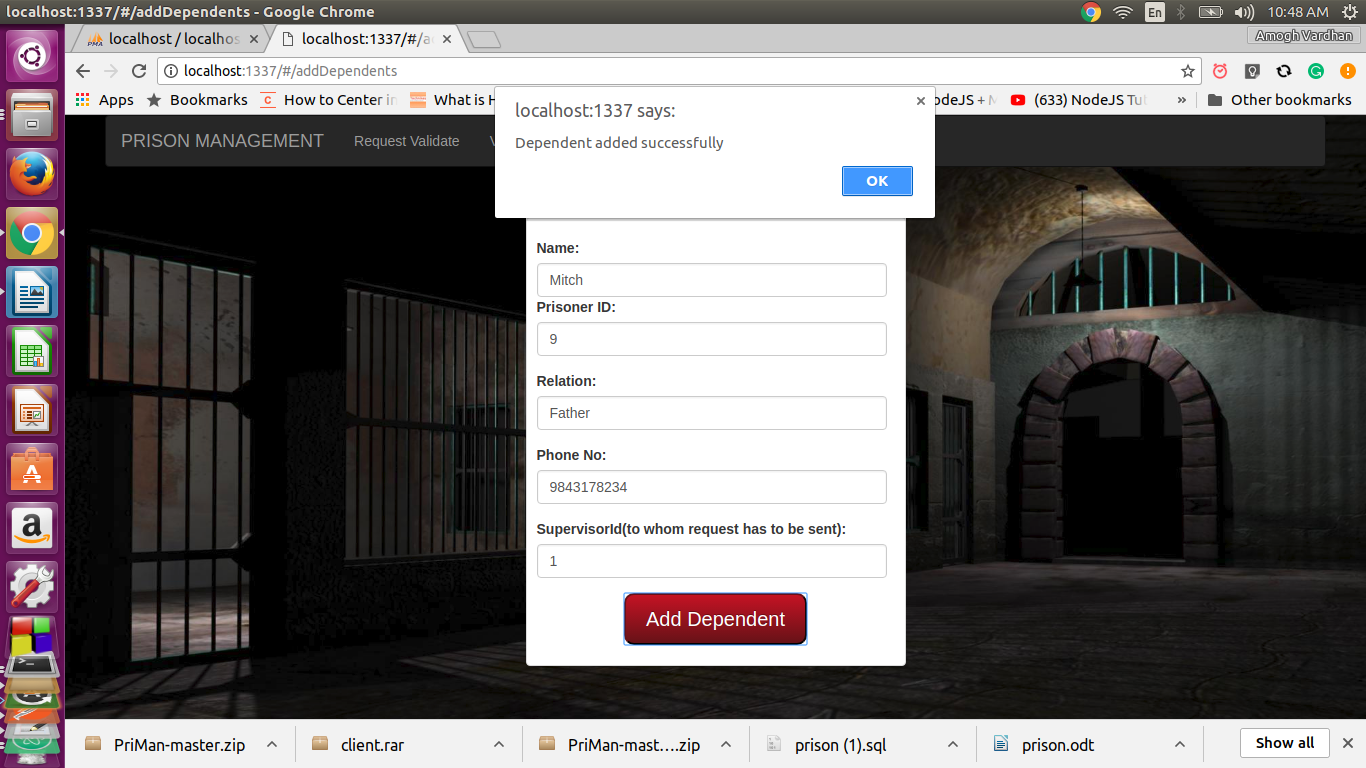 localhost:1337/#/addDependents - Google Chrome
En
10:48 AM
localhost / localhos
localhost:1337/#/a
Amogh Vardhan
localhost:1337/#/addDependents
Apps
Bookmarks
How to Center in
What is H
odeJS + M
(633) NodeJS Tu
»
Other bookmarks
localhost:1337 says:
Dependent added successfully
OK
PRISON MANAGEMENT
Request Validate
V
Name:
Mitch
Prisoner ID:
9
Relation:
Father
Phone No:
9843178234
SupervisorId(to whom request has to be sent):
1
Add Dependent
PriMan-master.zip
client.rar
PriMan-mast....zip
prison (1).sql
prison.odt
Show all